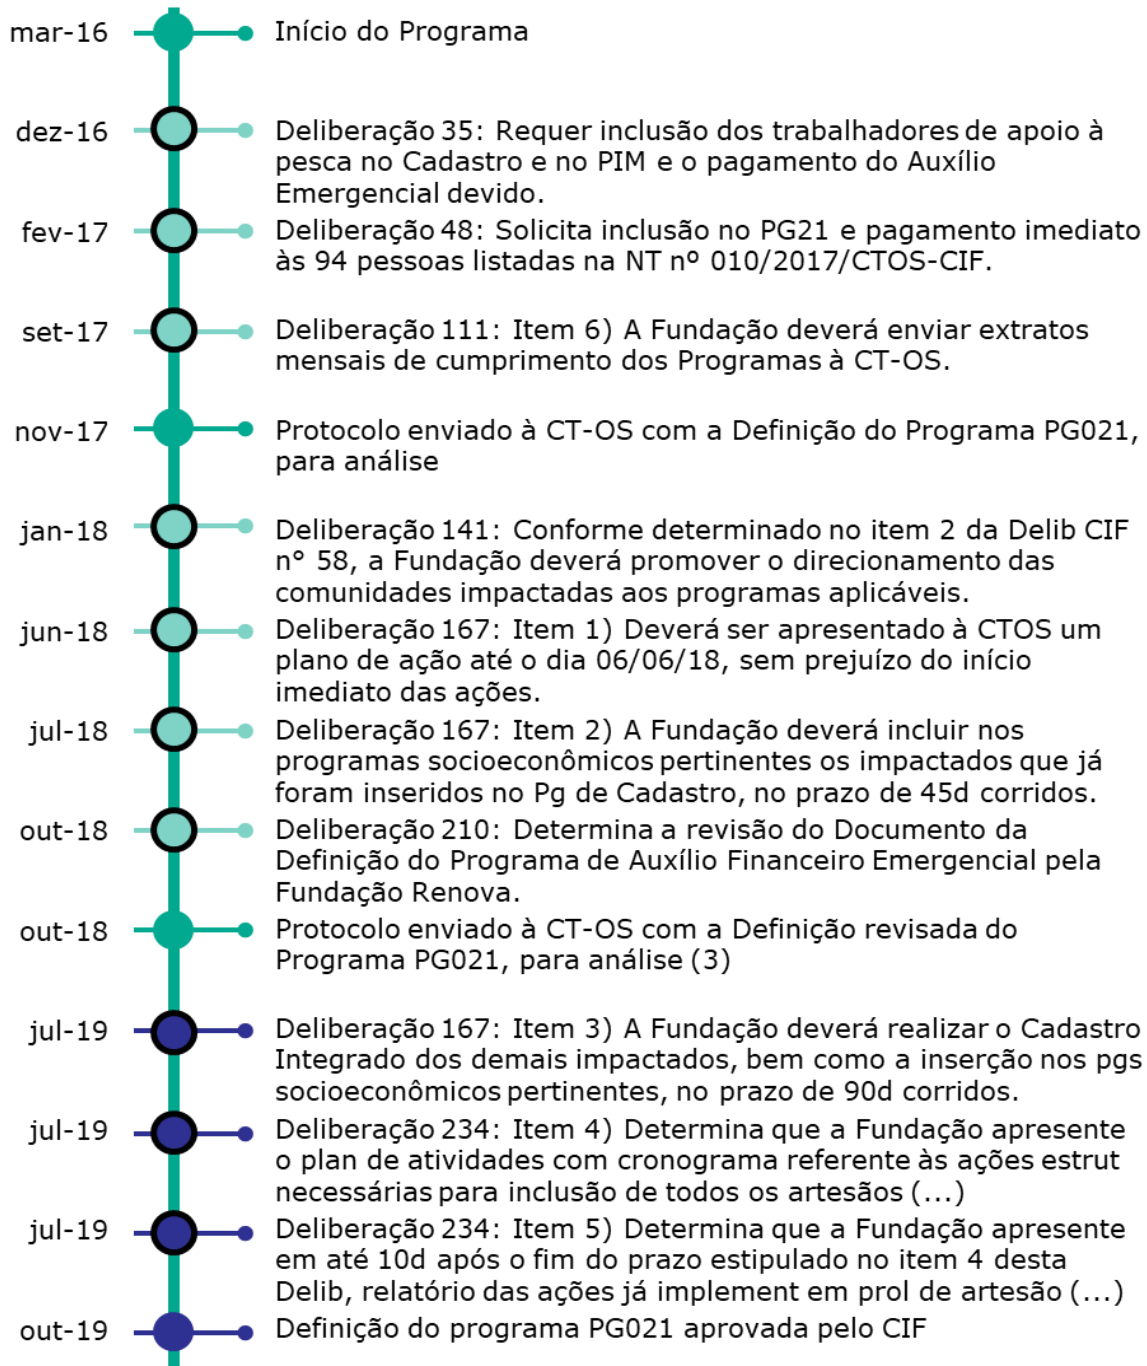 mar-16 Início do Programa
dez-16 Deliberação 35: Requer inclusão dos trabalhadores de apoio à
pesca no Cadastro e no PIM e o pagamento do Auxílio
Emergencial devido.
fev-17 Deliberação 48: Solicita inclusão no PG21 e pagamento imediato
às 94 pessoas listadas na NT nº 010/2017/CTOS-CIF.
set-17 Deliberação 111: Item 6) A Fundação deverá enviar extratos
mensais de cumprimento dos Programas à CT-OS.
nov-17 Protocolo enviado à CT-OS com a Definição do Programa PG021,
para análise
jan-18 Deliberação 141: Conforme determinado no item 2 da Delib CIF
n° 58, a Fundação deverá promover o direcionamento das
comunidades impactadas aos programas aplicáveis.
jun-18 Deliberação 167: Item 1) Deverá ser apresentado à CTOS um
plano de ação até o dia 06/06/18, sem prejuízo do início
imediato das ações.
jul-18 Deliberação 167: Item 2) A Fundação deverá incluir nos
programas socioeconômicos pertinentes os impactados que já
foram inseridos no Pg de Cadastro, no prazo de 45d corridos.
out-18 Deliberação 210: Determina a revisão do Documento da
Definição do Programa de Auxílio Financeiro Emergencial pela
Fundação Renova.
out-18 Protocolo enviado à CT-OS com a Definição revisada do
Programa PG021, para análise (3)
jul-19 Deliberação 167: Item 3) A Fundação deverá realizar o Cadastro
Integrado dos demais impactados, bem como a inserção nos pgs
socioeconômicos pertinentes, no prazo de 90d corridos.
jul-19 Deliberação 234: Item 4) Determina que a Fundação apresente
o plan de atividades com cronograma referente às ações estrut
necessárias para inclusão de todos os artesãos (...)
jul-19 Deliberação 234: Item 5) Determina que a Fundação apresente
em até 10d após o fim do prazo estipulado no item 4 desta
Delib, relatório das ações já implement em prol de artesão (...)
out-19 Definição do programa PG021 aprovada pelo CIF